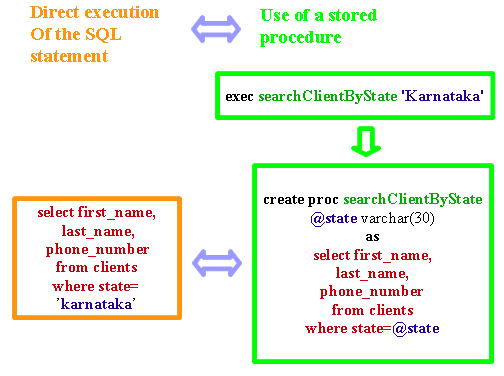 Direct execution
Of the SQL
statement
Use of a stored
procedure
exec searchClientByState 'Karnataka'
select first_name,
last_name,
phone_number
from clients
where state=
'karnataka'
create proc searchClientByState
@state varchar(30)
as
select first_name,
last_name,
phone_number
from clients
where state=@state